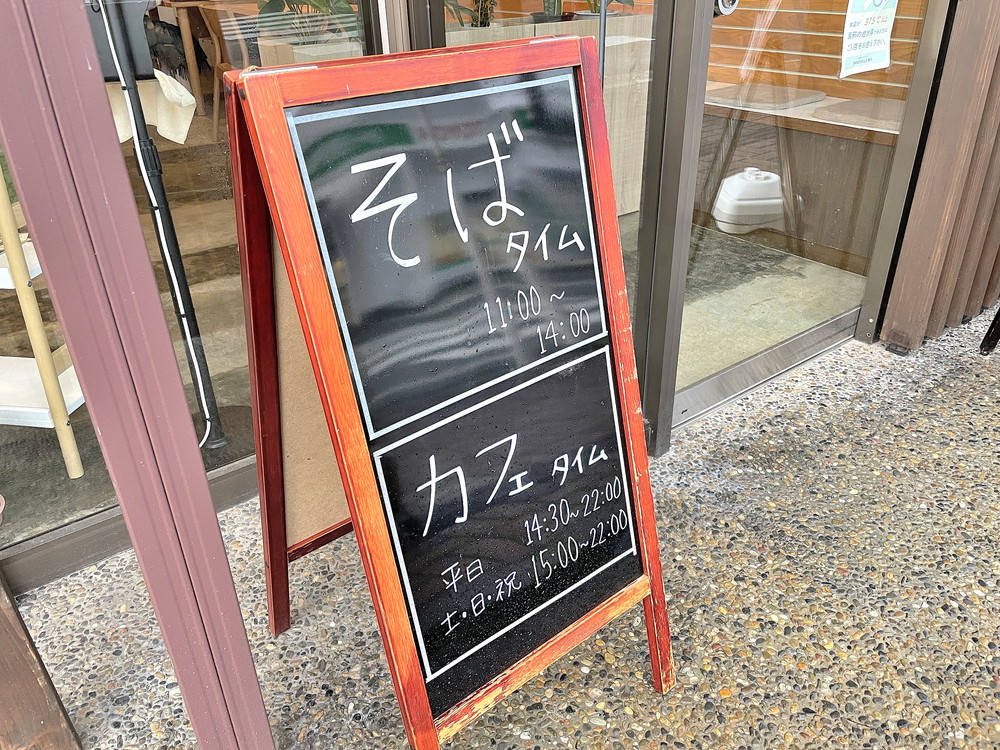 そば
タイム
11:00～
14:00
カフェタイム
平日 14:30～22:00
土・日・祝 15:00～22:00